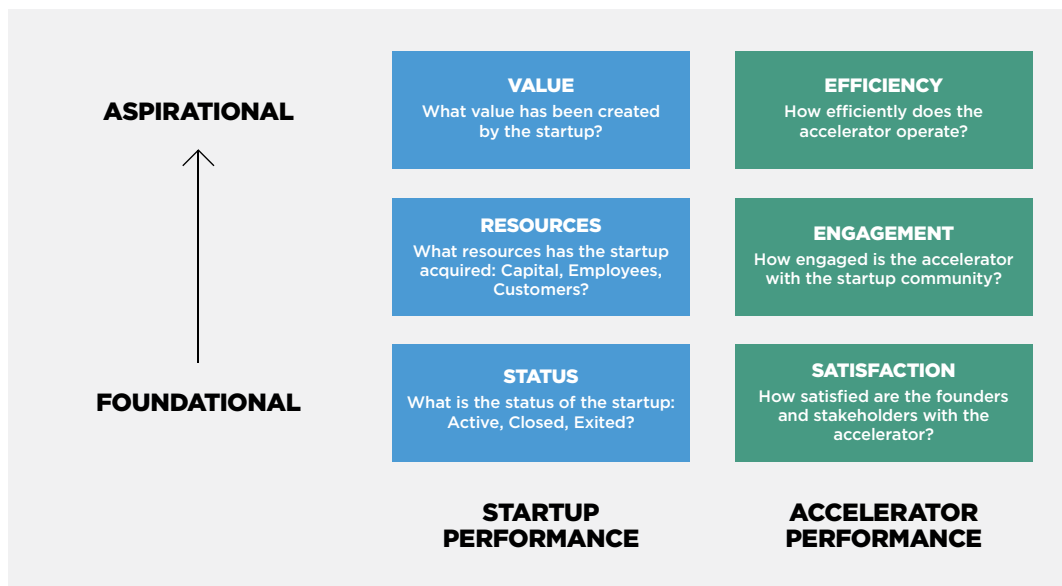 ASPIRATIONAL
FOUNDATIONAL
VALUE
What value has been created
by the startup?
EFFICIENCY
How efficiently does the
accelerator operate?
RESOURCES
What resources has the startup
acquired: Capital, Employees,
Customers?
ENGAGEMENT
How engaged is the accelerator
with the startup community?
STATUS
What is the status of the startup:
Active, Closed, Exited?
SATISFACTION
How satisfied are the founders
and stakeholders with the
accelerator?
STARTUP
PERFORMANCE
ACCELERATOR
PERFORMANCE